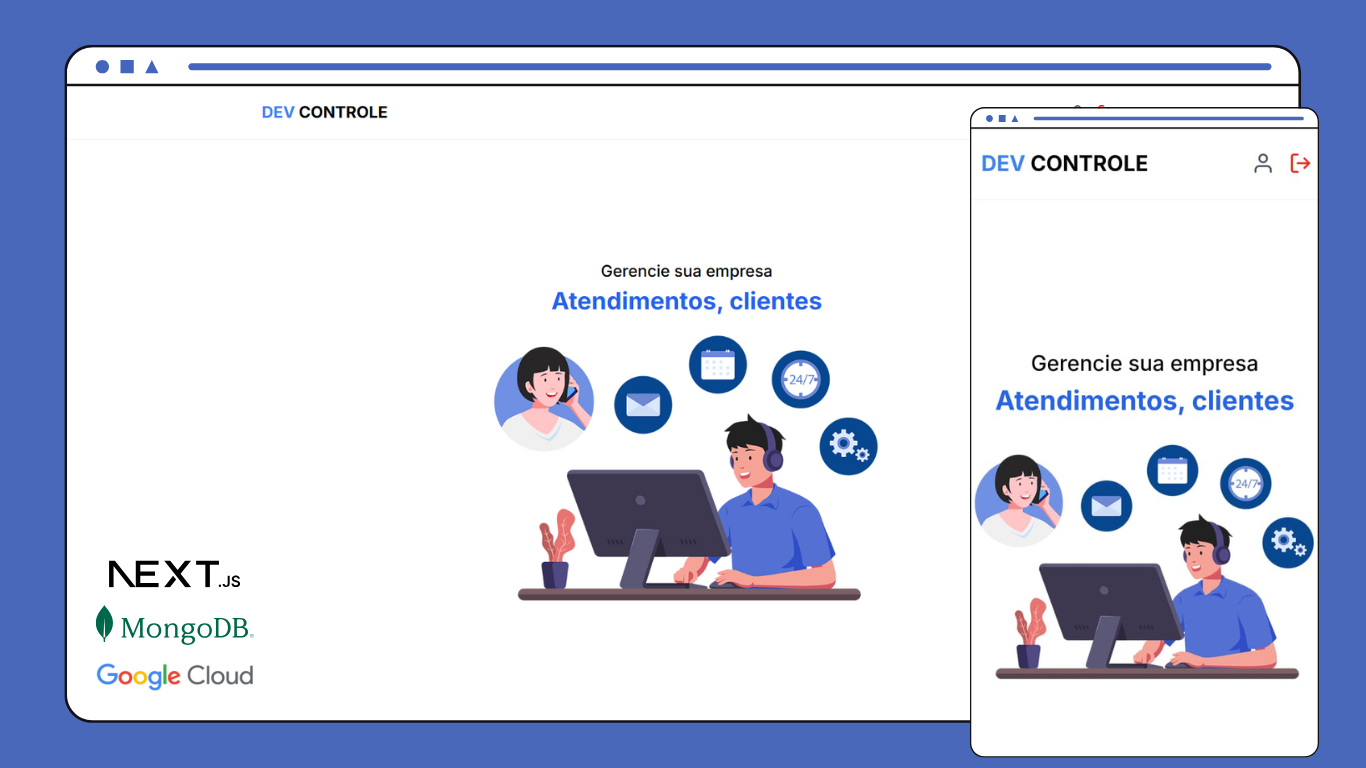 DEV CONTROLE
Gerencie sua empresa
Atendimentos, clientes
24/7
NEXT.JS
MongoDB.
Google Cloud
DEV CONTROLE
Gerencie sua empresa
Atendimentos, clientes
24/7